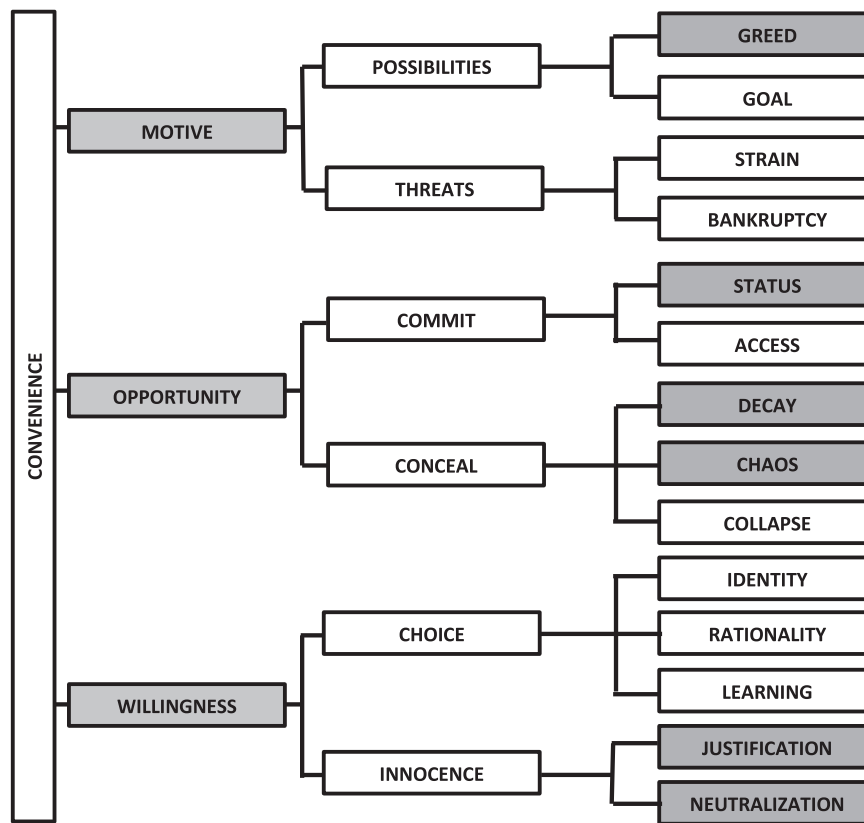 CONVENIENCE
MOTIVE
POSSIBILITIES
GREED
GOAL
THREATS
STRAIN
BANKRUPTCY
OPPORTUNITY
COMMIT
STATUS
ACCESS
CONCEAL
DECAY
CHAOS
COLLAPSE
WILLINGNESS
CHOICE
IDENTITY
RATIONALITY
LEARNING
INNOCENCE
JUSTIFICATION
NEUTRALIZATION